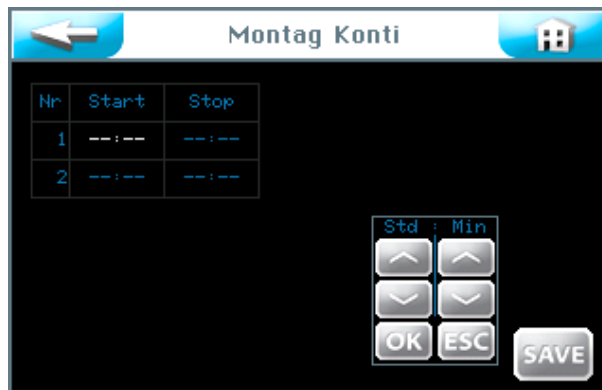 Montag Konti
Nr Start Stop
1 --:-- --:--
2 --:-- --:--
Std : Min
OK ESC
SAVE